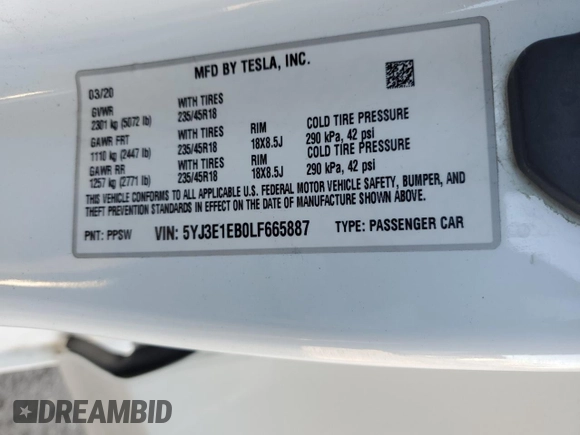 MFD BY TESLA, INC.
03/20
GVWR WITH TIRES
2301 kg (5072 lb) 235/45R18
GAWR FRT WITH TIRES RIM COLD TIRE PRESSURE
1110 kg (2447 lb) 235/45R18 18X8.5J 290 kPa, 42 psi
GAWR RR WITH TIRES RIM COLD TIRE PRESSURE
1257 kg (2771 lb) 235/45R18 18X8.5J 290 kPa, 42 psi
THIS VEHICLE CONFORMS TO ALL APPLICABLE U.S. FEDERAL MOTOR VEHICLE SAFETY, BUMPER, AND
THEFT PREVENTION STANDARDS IN EFFECT ON THE DATE OF MANUFACTURE SHOWN ABOVE.
PNT: PPSW VIN: 5YJ3E1EB0LF665887 TYPE: PASSENGER CAR
DREAMBID